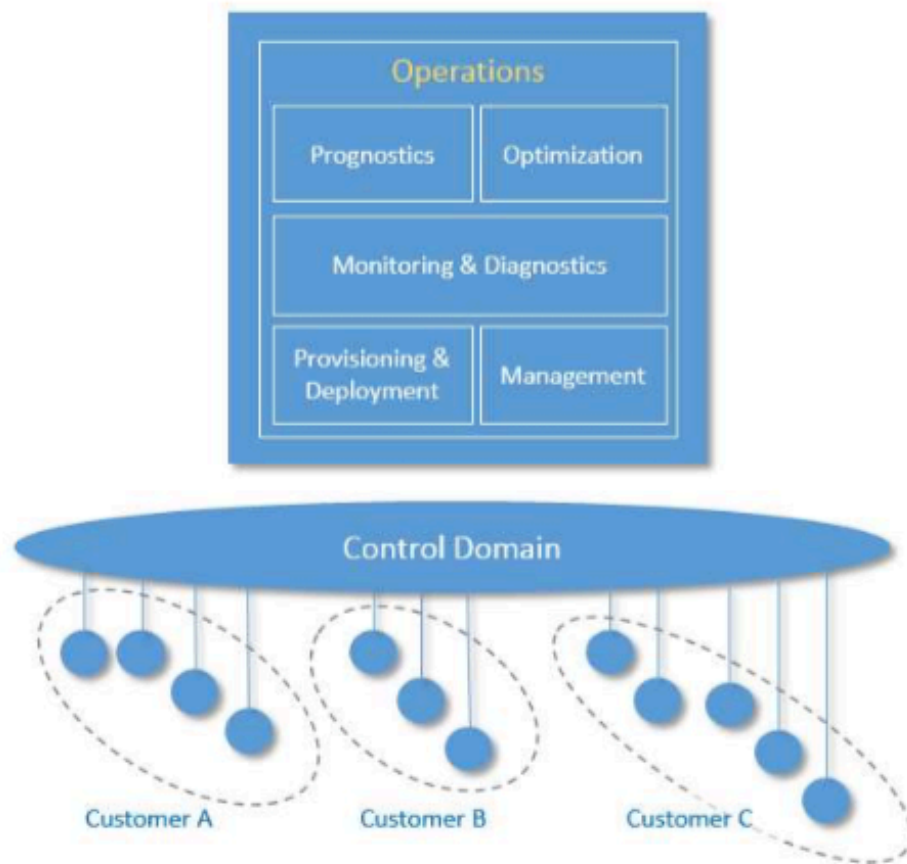 Operations
Prognostics
Optimization
Monitoring & Diagnostics
Provisioning &
Deployment
Management
Control Domain
Customer A
Customer B
Customer C